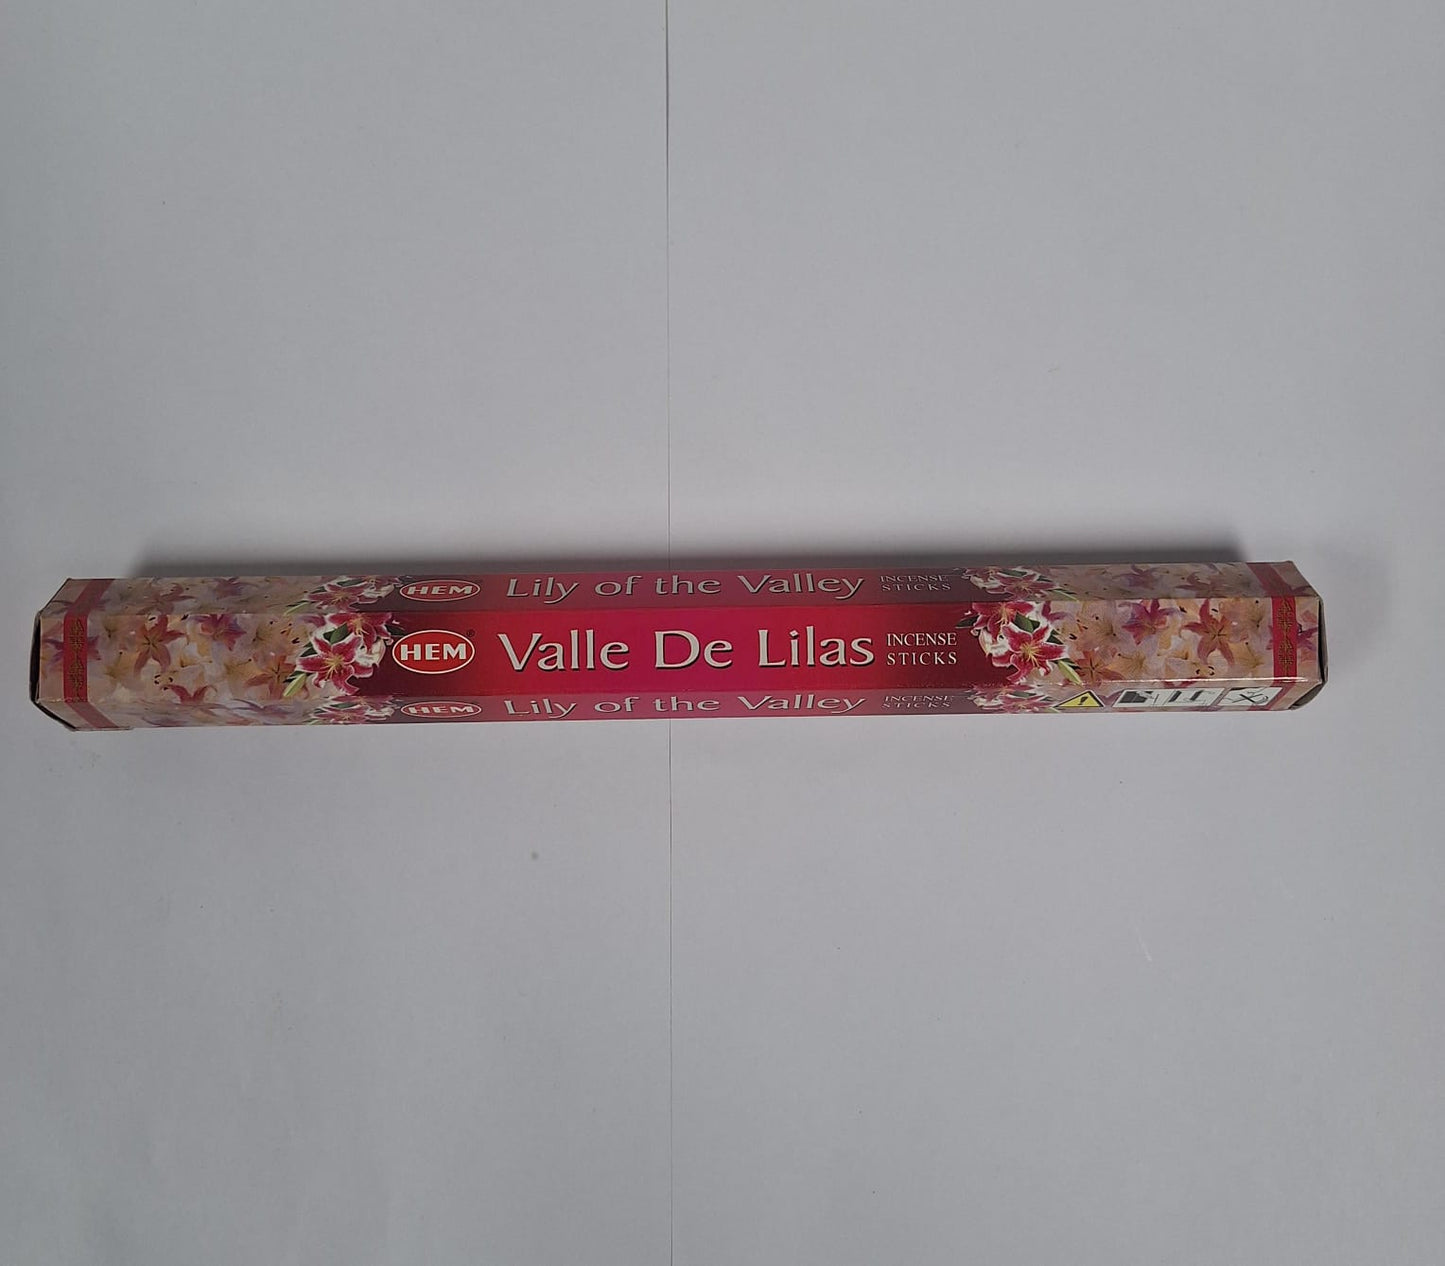 HEM Lily of the Valley INCENSE STICKS
HEM® Valle De Lilas INCENSE STICKS
HEM Lily of the Valley INCENSE STICKS